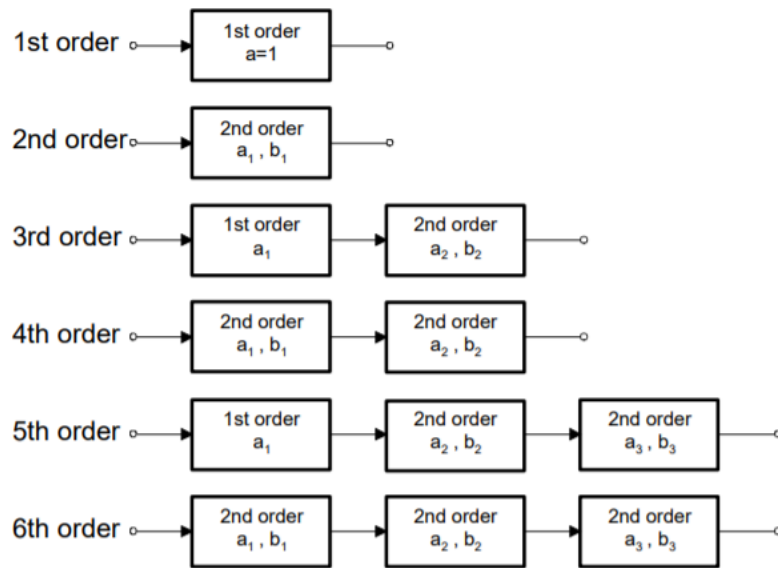 1st order
1st order
a=1
2nd order
2nd order
a₁ , b₁
3rd order
1st order
a₁
2nd order
a₂ , b₂
4th order
2nd order
a₁ , b₁
2nd order
a₂ , b₂
5th order
1st order
a₁
2nd order
a₂ , b₂
2nd order
a₃ , b₃
6th order
2nd order
a₁ , b₁
2nd order
a₂ , b₂
2nd order
a₃ , b₃